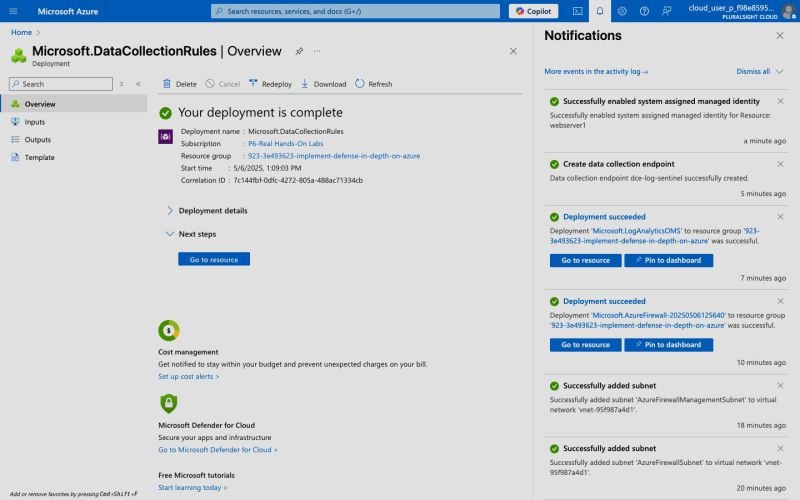 Microsoft Azure
Search resources, services, and docs (G+/)
Copilot
cloud_user_p_f98e8595...
PLURALSIGHT CLOUD
Home
Microsoft.DataCollectionRules | Overview
Deployment
Search
Overview
Inputs
Outputs
Template
Delete
Cancel
Redeploy
Download
Refresh
Your deployment is complete
Deployment name : Microsoft.DataCollectionRules
Subscription : P6-Real Hands-On Labs
Resource group : 923-3e493623-implement-defense-in-depth-on-azure
Start time : 5/6/2025, 1:09:03 PM
Correlation ID : 7c144fbf-0dfc-4272-805a-488ac71334cb
Deployment details
Next steps
Go to resource
Cost management
Get notified to stay within your budget and prevent unexpected charges on your bill.
Set up cost alerts >
Microsoft Defender for Cloud
Secure your apps and infrastructure
Go to Microsoft Defender for Cloud >
Free Microsoft tutorials
Start learning today >
Add or remove favorites by pressing Cmd+Shift+F
Notifications
More events in the activity log →
Dismiss all
Successfully enabled system assigned managed identity
Successfully enabled system assigned managed identity for Resource:
webserver1
a minute ago
Create data collection endpoint
Data collection endpoint dce-log-sentinel successfully created.
5 minutes ago
Deployment succeeded
Deployment 'Microsoft.LogAnalyticsOMS' to resource group '923-
3e493623-implement-defense-in-depth-on-azure' was successful.
Go to resource
Pin to dashboard
7 minutes ago
Deployment succeeded
Deployment 'Microsoft.AzureFirewall-20250506125640' to resource group
'923-3e493623-implement-defense-in-depth-on-azure' was successful.
Go to resource
Pin to dashboard
10 minutes ago
Successfully added subnet
Successfully added subnet 'AzureFirewallManagementSubnet' to virtual
network 'vnet-95f987a4d1'.
18 minutes ago
Successfully added subnet
Successfully added subnet 'AzureFirewallSubnet' to virtual network 'vnet-
95f987a4d1'.
20 minutes ago